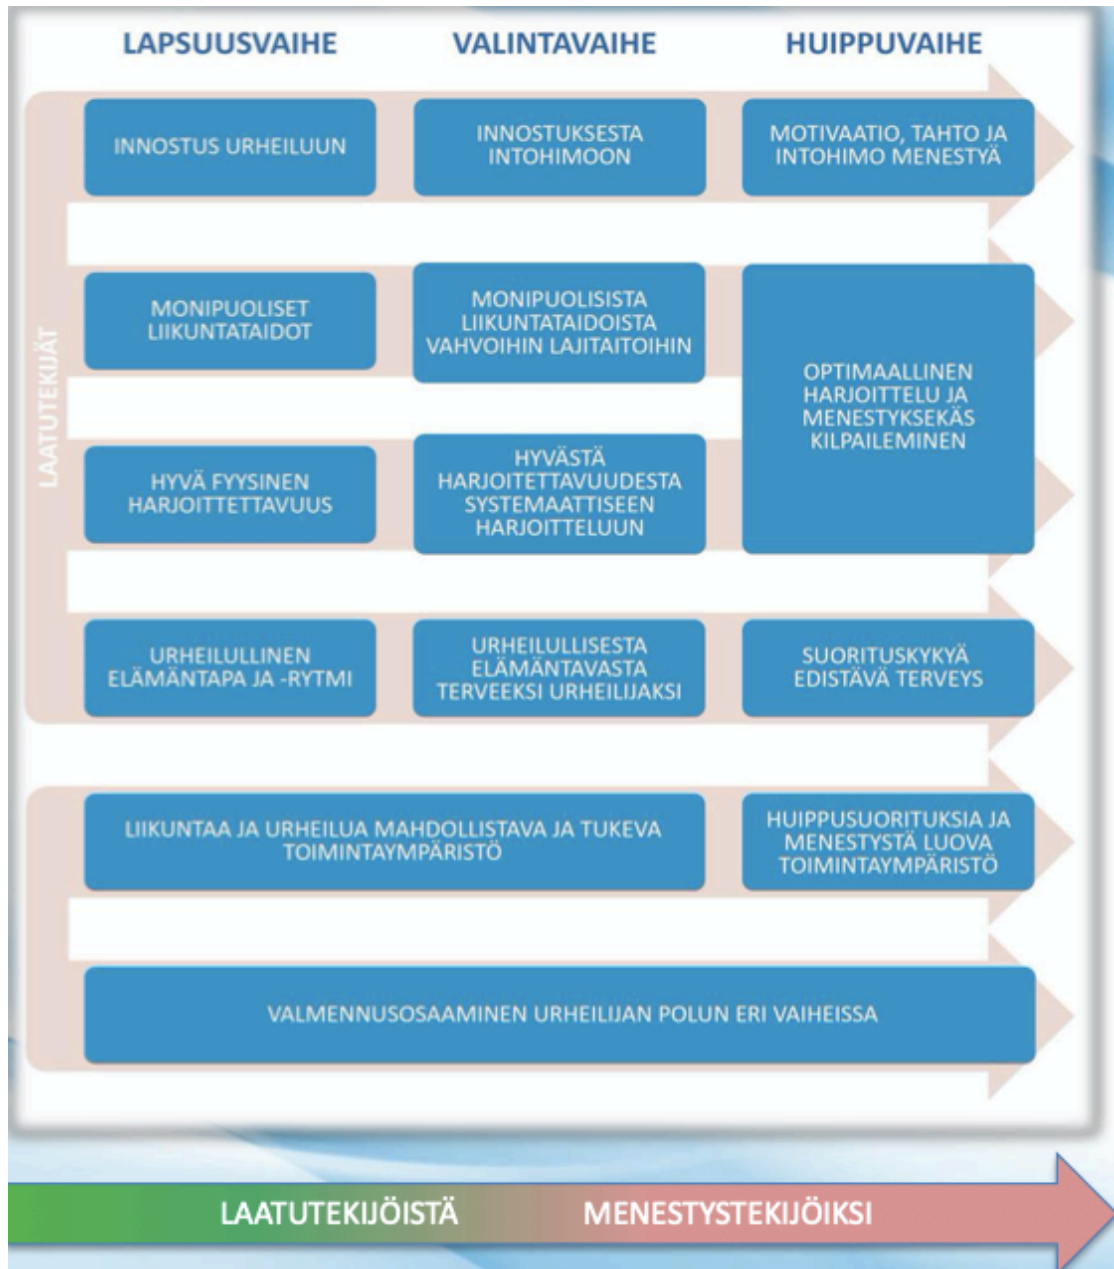 LAPSUUSVAIHE
VALINTAVAIHE
HUIPPUVAIHE
LAATUTEKIJÄT
INNOSTUS URHEILUUN
INNOSTUKSESTA
INTOHIMOON
MOTIVAATIO, TAHTO JA
INTOHIMO MENESTYÄ
MONIPUOLISET
LIIKUNTATAIDOT
MONIPUOLISISTA
LIIKUNTATAIDOISTA
VAHVOIHIN LAJITAITOIHIN
OPTIMAALLINEN
HARJOITTELU JA
MENESTYKSEKÄS
KILPAILEMINEN
HYVÄ FYYSINEN
HARJOITTETTAVUUS
HYVÄSTÄ
HARJOITETTAVUUDESTA
SYSTEMAATTISEEN
HARJOITTELUUN
URHEILULLINEN
ELÄMÄNTAPA JA -RYTMI
URHEILULLISESTA
ELÄMÄNTAVASTA
TERVEEKSI URHEILIJAKSI
SUORITUSKYKYÄ
EDISTÄVÄ TERVEYS
LIIKUNTAA JA URHEILUA MAHDOLLISTAVA JA TUKEVA
TOIMINTAYMPÄRISTÖ
HUIPPUSUORITUKSIA JA
MENESTYSTÄ LUOVA
TOIMINTAYMPÄRISTÖ
VALMENNUSOSAAMINEN URHEILIJAN POLUN ERI VAIHEISSA
LAATUTEKIJÖISTÄ
MENESTYSTEKIJÖIKSI